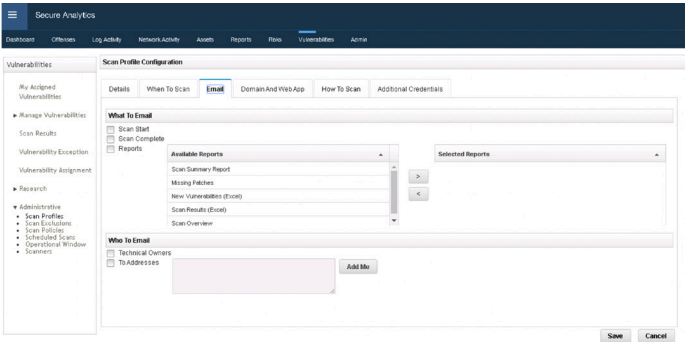 Secure Analytics
Dashboard Offenses Log Activity Network Activity Assets Reports Risks Vulnerabilities Admin
Vulnerabilities
My Assigned
Vulnerabilities
Manage Vulnerabilities
Scan Results
Vulnerability Exception
Vulnerability Assignment
Research
Administrative
Scan Profiles
Scan Exclusions
Scan Policies
Scheduled Scans
Operational Window
Scanners
Scan Profile Configuration
Details When To Scan Email Domain And Web App How To Scan Additional Credentials
What To Email
Scan Start
Scan Complete
Reports
Available Reports
Scan Summary Report
Missing Patches
New Vulnerabilities (Excel)
Scan Results (Excel)
Scan Overview
>
<
Selected Reports
Who To Email
Technical Owners
To Addresses
Add Me
Save Cancel